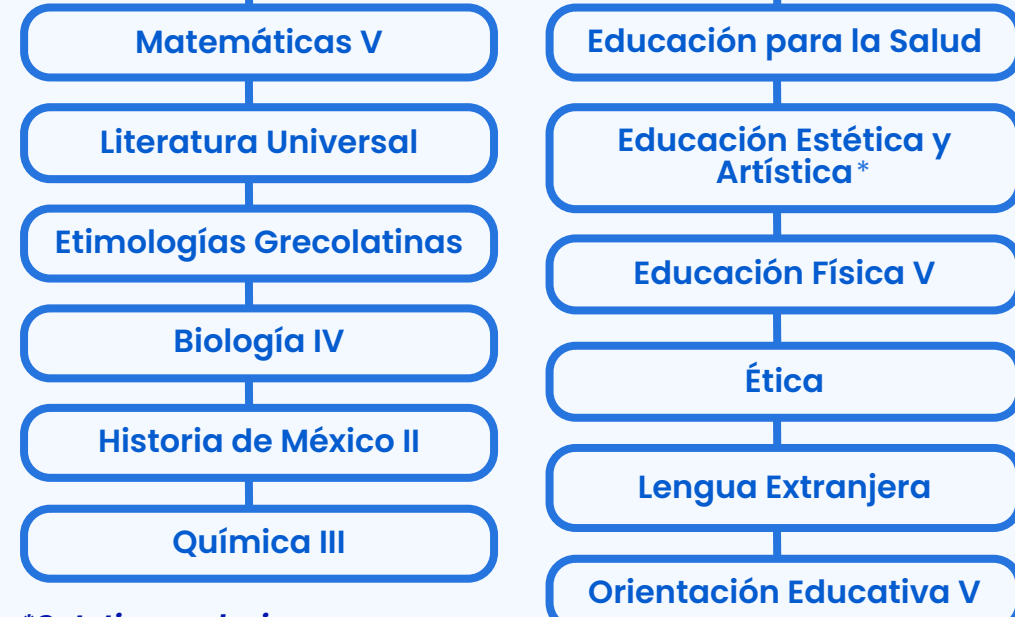 Matemáticas V
Literatura Universal
Etimologías Grecolatinas
Biología IV
Historia de México II
Química III
Educación para la Salud
Educación Estética y
Artística*
Educación Física V
Ética
Lengua Extranjera
Orientación Educativa V